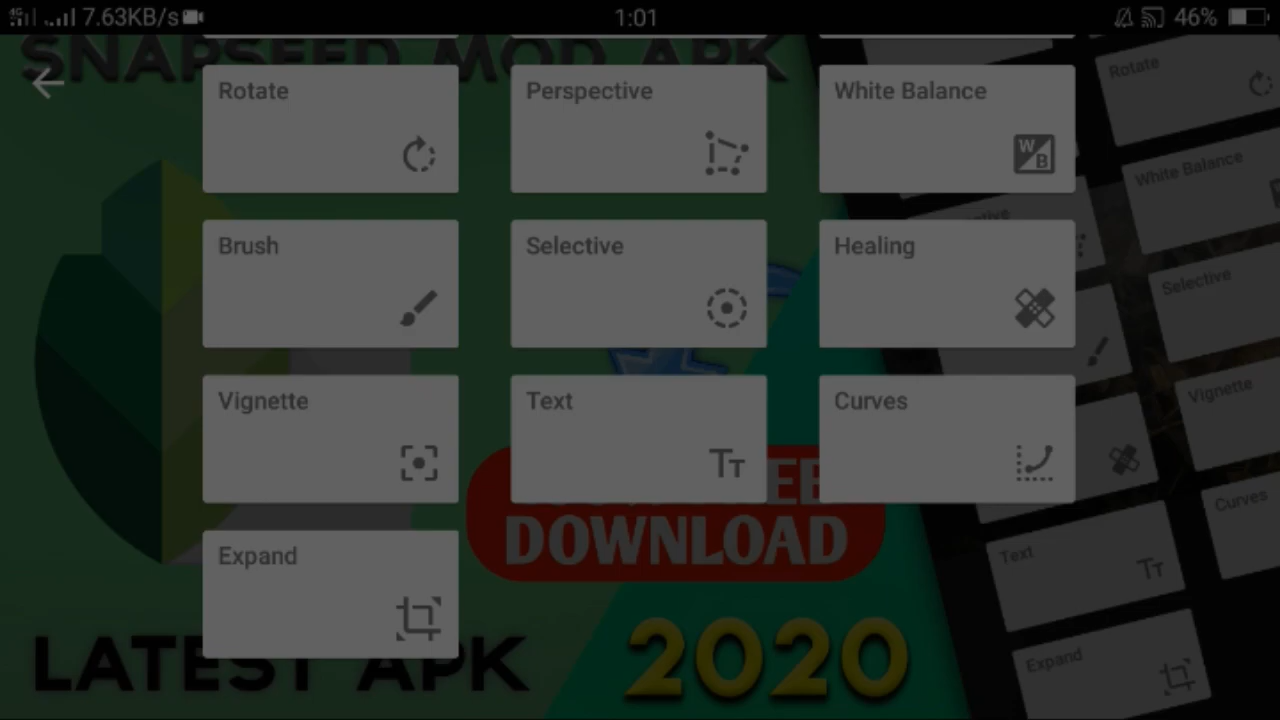 4G 7.63KB/s 1:01 46%
SNAPSEED MOD APK
Rotate Perspective White Balance
Brush Selective Healing
Vignette Text Curves
Expand
DOWNLOAD
LATEST APK 2020
Rotate
White Balance
Selective
Vignette
Curves
Text
Expand
W
B